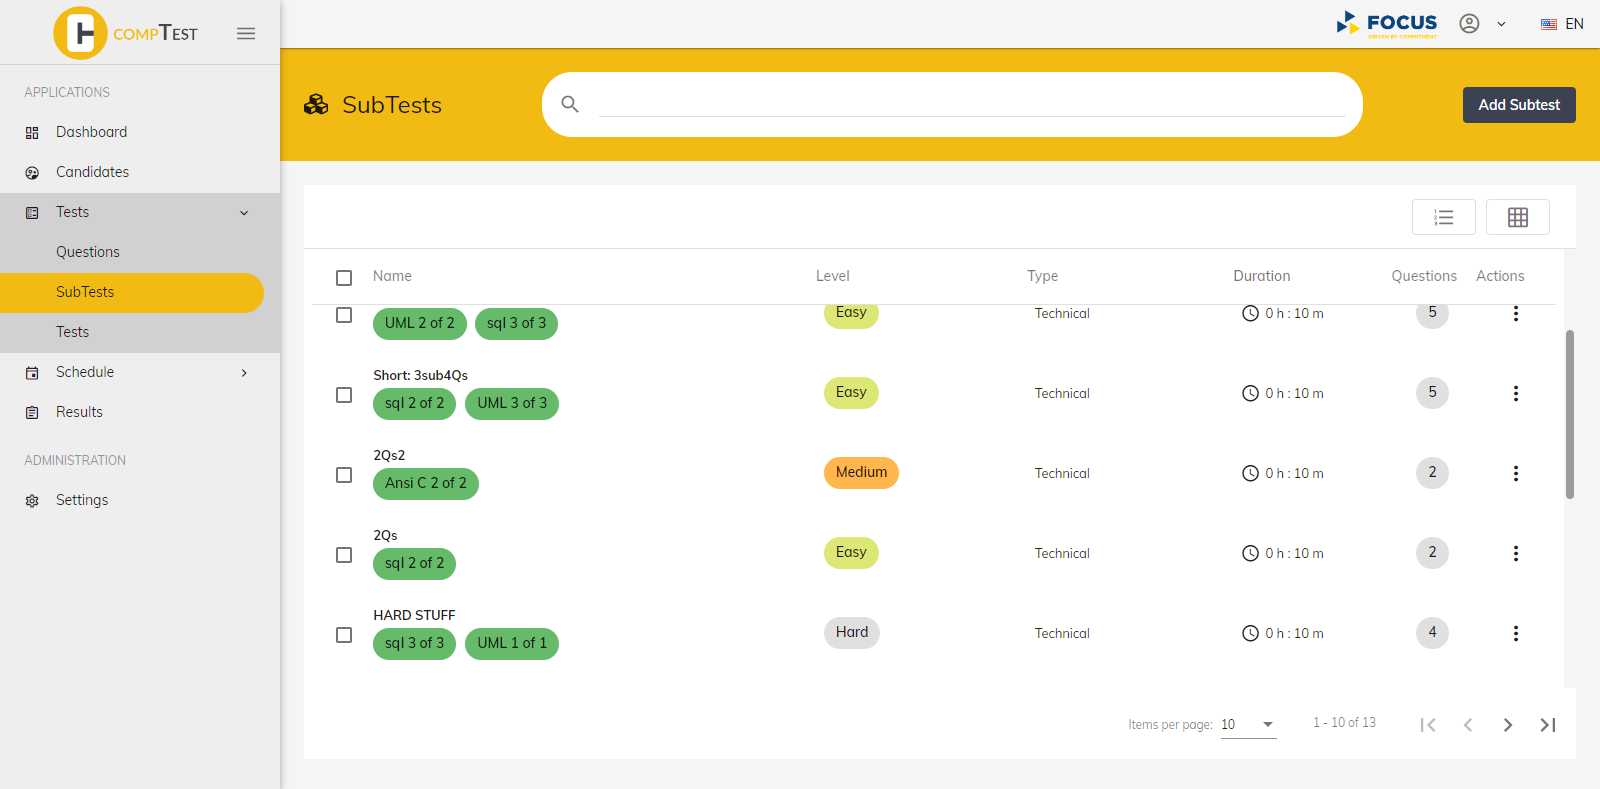 COMPTEST
FOCUS
DRIVEN BY COMMITMENT
EN
APPLICATIONS
Dashboard
Candidates
Tests
Questions
SubTests
Tests
Schedule
Results
ADMINISTRATION
Settings
SubTests
Add Subtest
Name Level Type Duration Questions Actions
UML 2 of 2 sql 3 of 3 Easy Technical 0 h : 10 m 5
Short: 3sub4Qs
sql 2 of 2 UML 3 of 3 Easy Technical 0 h : 10 m 5
2Qs2
Ansi C 2 of 2 Medium Technical 0 h : 10 m 2
2Qs
sql 2 of 2 Easy Technical 0 h : 10 m 2
HARD STUFF
sql 3 of 3 UML 1 of 1 Hard Technical 0 h : 10 m 4
Items per page: 10 1 - 10 of 13